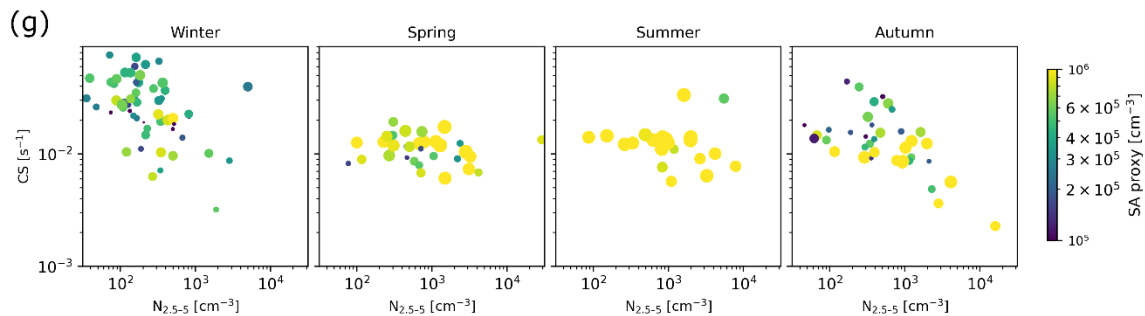 (g)
Winter Spring Summer Autumn
CS [s⁻¹]
10⁻²
10⁻³
10² 10³ 10⁴ 10² 10³ 10⁴ 10² 10³ 10⁴ 10² 10³ 10⁴
N₂.₅₋₅ [cm⁻³] N₂.₅₋₅ [cm⁻³] N₂.₅₋₅ [cm⁻³] N₂.₅₋₅ [cm⁻³]
10⁶
6 × 10⁵
4 × 10⁵
3 × 10⁵
2 × 10⁵
10⁵
SA proxy [cm⁻³]